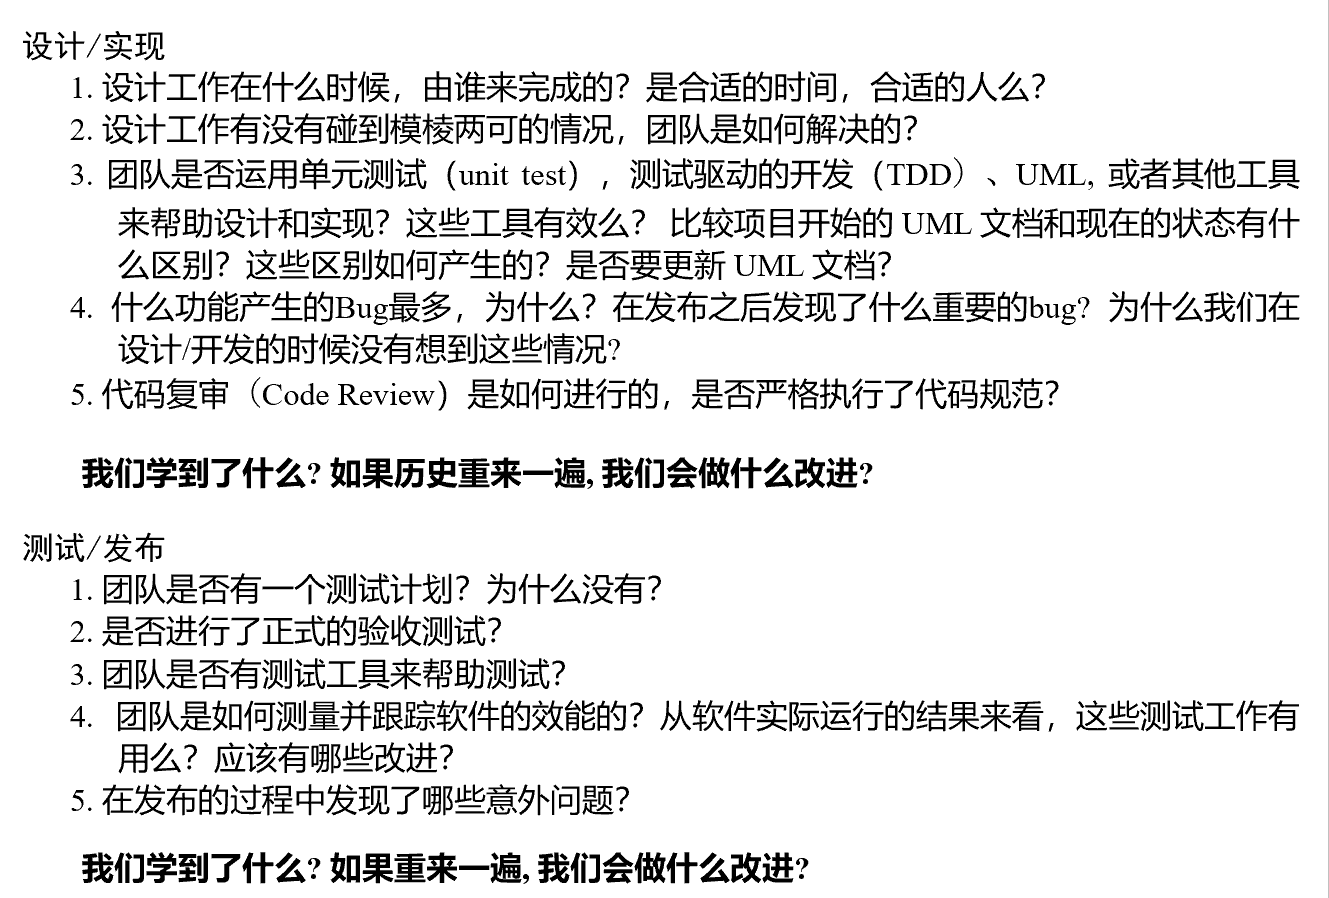 设计/实现
1. 设计工作在什么时候，由谁来完成的？是合适的时间，合适的人么？
2. 设计工作有没有碰到模棱两可的情况，团队是如何解决的？
3. 团队是否运用单元测试（unit test），测试驱动的开发（TDD）、UML, 或者其他工具
来帮助设计和实现？这些工具有效么？ 比较项目开始的 UML 文档和现在的状态有什
么区别？这些区别如何产生的？是否要更新 UML 文档？
4. 什么功能产生的Bug最多，为什么？在发布之后发现了什么重要的bug? 为什么我们在
设计/开发的时候没有想到这些情况?
5. 代码复审（Code Review）是如何进行的，是否严格执行了代码规范？
我们学到了什么? 如果历史重来一遍, 我们会做什么改进?
测试/发布
1. 团队是否有一个测试计划？为什么没有？
2. 是否进行了正式的验收测试？
3. 团队是否有测试工具来帮助测试？
4. 团队是如何测量并跟踪软件的效能的？从软件实际运行的结果来看，这些测试工作有
用么？应该有哪些改进？
5. 在发布的过程中发现了哪些意外问题？
我们学到了什么? 如果重来一遍, 我们会做什么改进?